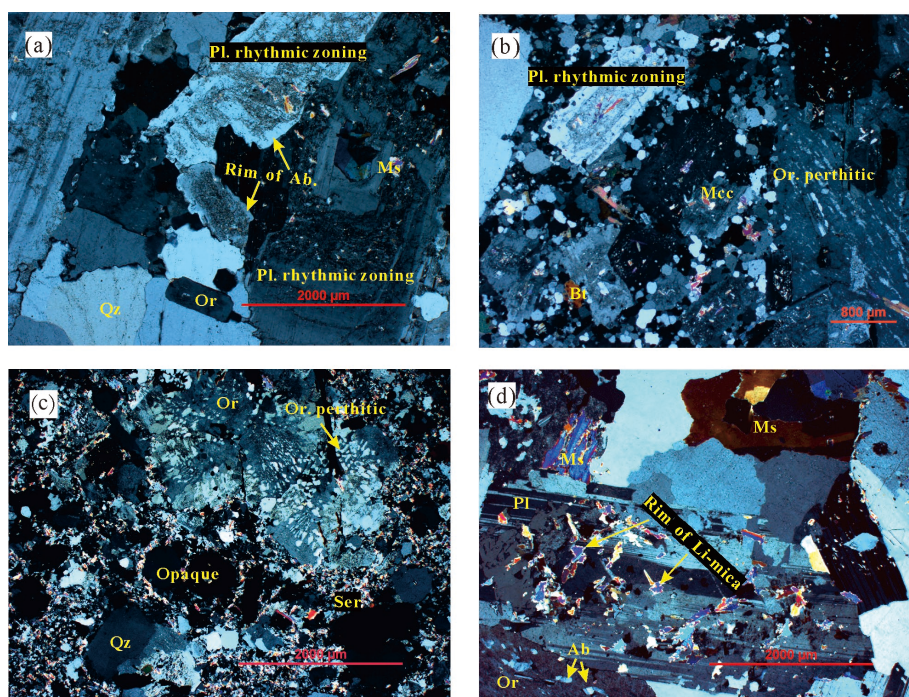 (a)
Pl. rhythmic zoning
Rim of Ab.
Ms
Pl. rhythmic zoning
2000 μm
Qz
Or
(b)
Pl. rhythmic zoning
Or. perthitic
Mcc
Bt
800 μm
(c)
Or
Or. perthitic
Opaque
Ser.
Qz
2000 μm
(d)
Ms
Ms
Pl
Rim of Li-mica
Ab
2000 μm
Or